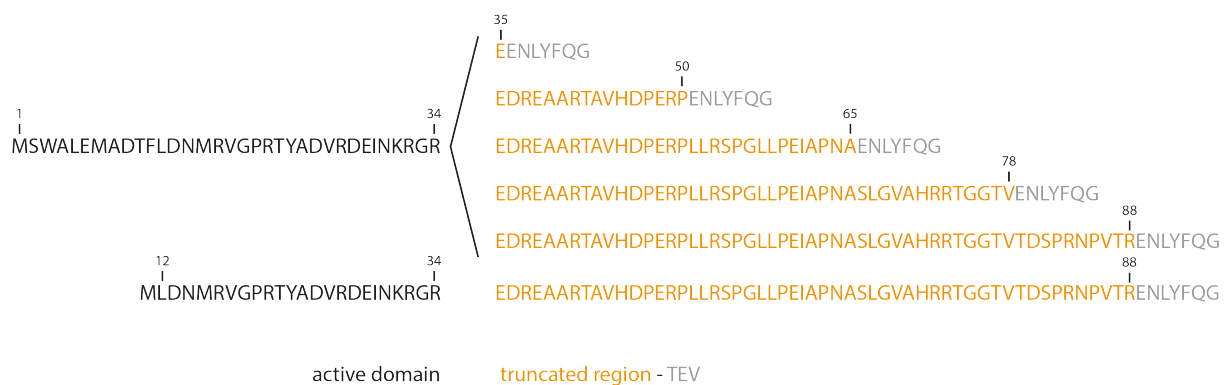 35
EENLYFQG
50
EDREAARTAVHDPERPENLYFQG
1
34
65
MSWALEMADTFLDNMRVGPRTYADVRDEINKRGR
EDREAARTAVHDPERPLLRSPGLLPEIAPNAENLYFQG
78
EDREAARTAVHDPERPLLRSPGLLPEIAPNASLGVAHRRTGGTVENLYFQG
88
EDREAARTAVHDPERPLLRSPGLLPEIAPNASLGVAHRRTGGTVTDSPRNPVTRENLYFQG
12
34
88
MLDNMRVGPRTYADVRDEINKRGR
EDREAARTAVHDPERPLLRSPGLLPEIAPNASLGVAHRRTGGTVTDSPRNPVTRENLYFQG
active domain
truncated region - TEV